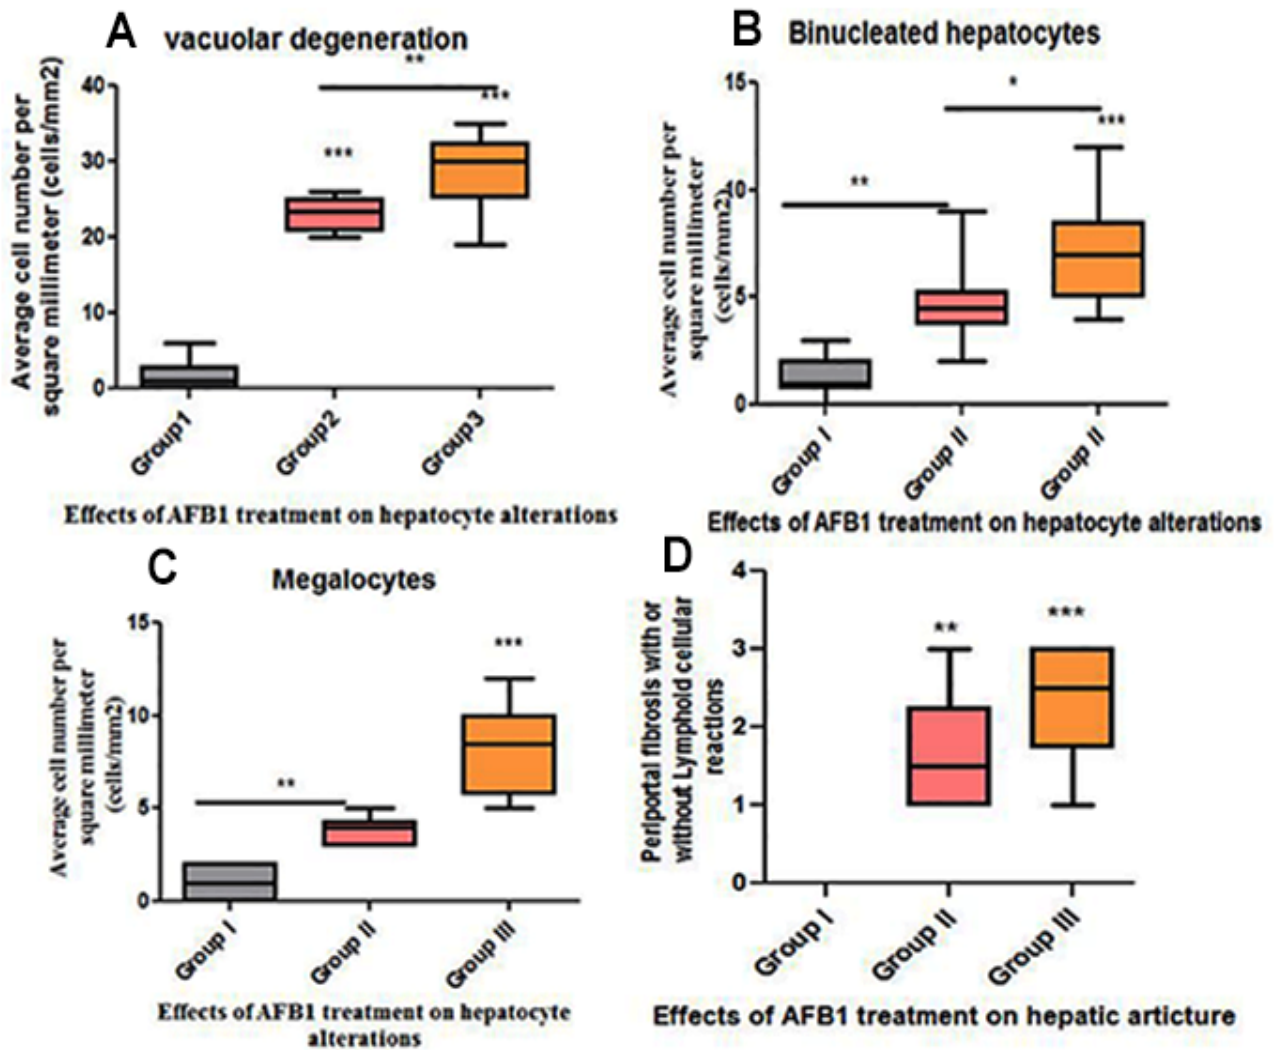 A
vacuolar degeneration
**
***
***
Average cell number per
square millimeter (cells/mm2)
40
30
20
10
0
Group1
Group2
Group3
Effects of AFB1 treatment on hepatocyte alterations
B
Binucleated hepatocytes
*
***
**
Average cell number per
square millimeter
(cells/mm2)
15
10
5
0
Group I
Group II
Group II
Effects of AFB1 treatment on hepatocyte alterations
C
Megalocytes
***
**
Average cell number per
square millimeter
(cells/mm2)
15
10
5
0
Group I
Group II
Group III
Effects of AFB1 treatment on hepatocyte
alterations
D
**
***
Periportal fibrosis with or
without Lymphold cellular
reactions
4
3
2
1
0
Group I
Group II
Group III
Effects of AFB1 treatment on hepatic articture